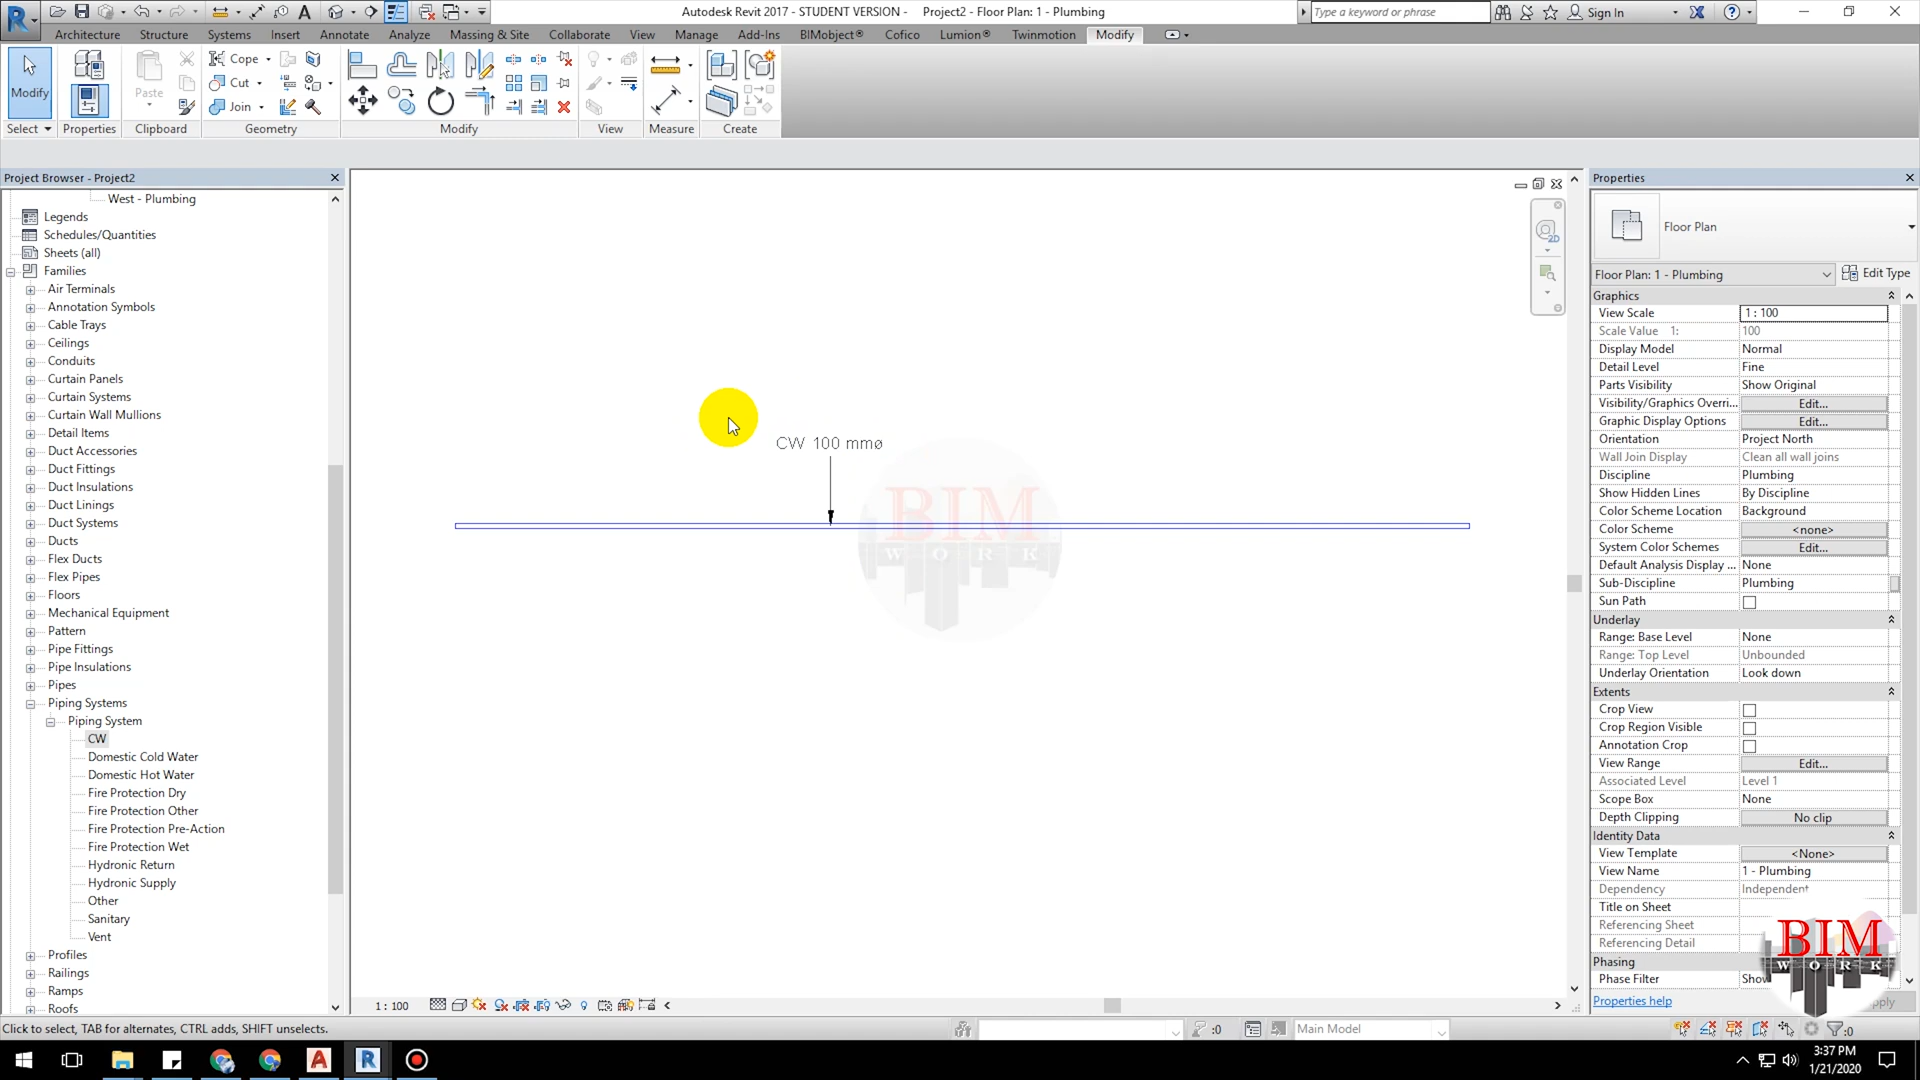 Autodesk Revit 2017 - STUDENT VERSION - Project2 - Floor Plan: 1 - Plumbing
Type a keyword or phrase
Sign In
Architecture Structure Systems Insert Annotate Analyze Massing & Site Collaborate View Manage Add-Ins BIMobject® Cofico Lumion® Twinmotion Modify
Modify
Paste
Cope
Cut
Join
Select Properties Clipboard Geometry Modify View Measure Create
Project Browser - Project2
West - Plumbing
Legends
Schedules/Quantities
Sheets (all)
Families
Air Terminals
Annotation Symbols
Cable Trays
Ceilings
Conduits
Curtain Panels
Curtain Systems
Curtain Wall Mullions
Detail Items
Duct Accessories
Duct Fittings
Duct Insulations
Duct Linings
Duct Systems
Ducts
Flex Ducts
Flex Pipes
Floors
Mechanical Equipment
Pattern
Pipe Fittings
Pipe Insulations
Pipes
Piping Systems
Piping System
CW
Domestic Cold Water
Domestic Hot Water
Fire Protection Dry
Fire Protection Other
Fire Protection Pre-Action
Fire Protection Wet
Hydronic Return
Hydronic Supply
Other
Sanitary
Vent
Profiles
Railings
Ramps
Roofs
2D
CW 100 mmø
BIM
WORK
1 : 100
Properties
Floor Plan
Floor Plan: 1 - Plumbing Edit Type
Graphics
View Scale 1 : 100
Scale Value 1: 100
Display Model Normal
Detail Level Fine
Parts Visibility Show Original
Visibility/Graphics Overri... Edit...
Graphic Display Options Edit...
Orientation Project North
Wall Join Display Clean all wall joins
Discipline Plumbing
Show Hidden Lines By Discipline
Color Scheme Location Background
Color Scheme <none>
System Color Schemes Edit...
Default Analysis Display ... None
Sub-Discipline Plumbing
Sun Path
Underlay
Range: Base Level None
Range: Top Level Unbounded
Underlay Orientation Look down
Extents
Crop View
Crop Region Visible
Annotation Crop
View Range Edit...
Associated Level Level 1
Scope Box None
Depth Clipping No clip
Identity Data
View Template <None>
View Name 1 - Plumbing
Dependency Independent
Title on Sheet
Referencing Sheet
Referencing Detail
Phasing
Phase Filter
Properties help
BIM
WORK
Click to select, TAB for alternates, CTRL adds, SHIFT unselects.
:0
Main Model
:0
3:37 PM
1/21/2020